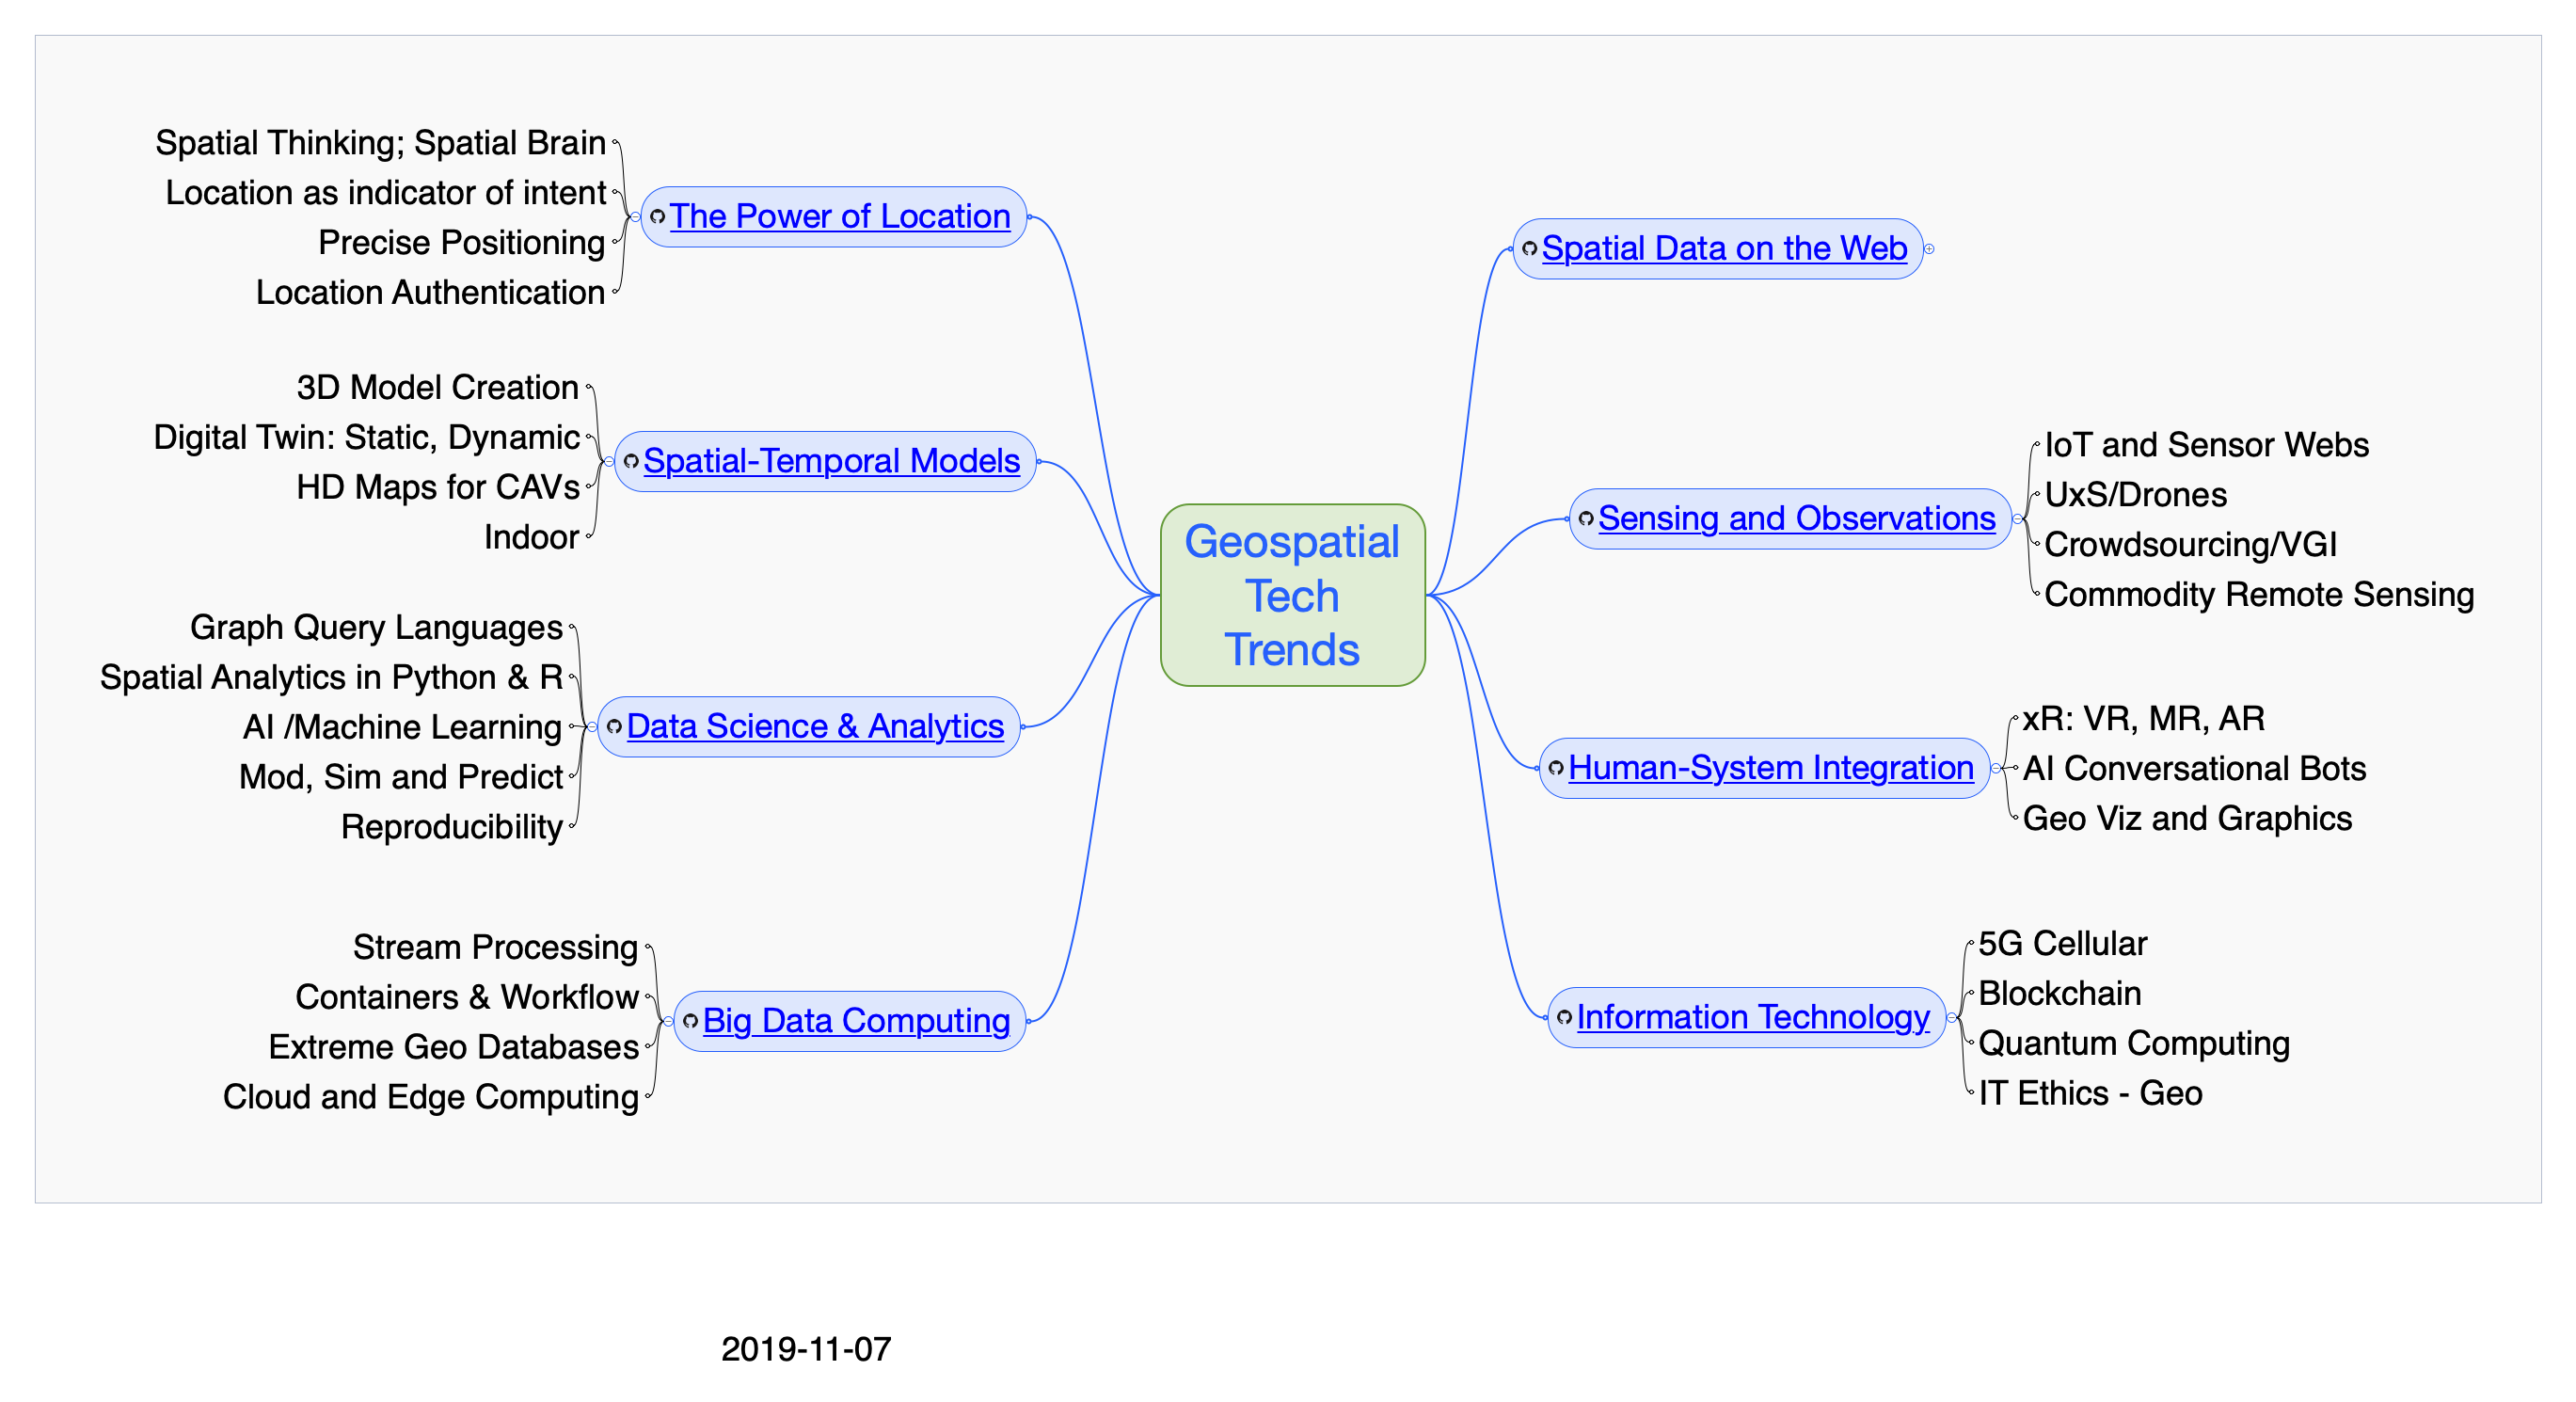 Spatial Thinking; Spatial Brain
Location as indicator of intent
Precise Positioning
Location Authentication
The Power of Location
3D Model Creation
Digital Twin: Static, Dynamic
HD Maps for CAVs
Indoor
Spatial-Temporal Models
Graph Query Languages
Spatial Analytics in Python & R
AI /Machine Learning
Mod, Sim and Predict
Reproducibility
Data Science & Analytics
Stream Processing
Containers & Workflow
Extreme Geo Databases
Cloud and Edge Computing
Big Data Computing
Geospatial
Tech
Trends
Spatial Data on the Web
Sensing and Observations
IoT and Sensor Webs
UxS/Drones
Crowdsourcing/VGI
Commodity Remote Sensing
Human-System Integration
xR: VR, MR, AR
AI Conversational Bots
Geo Viz and Graphics
Information Technology
5G Cellular
Blockchain
Quantum Computing
IT Ethics - Geo
2019-11-07